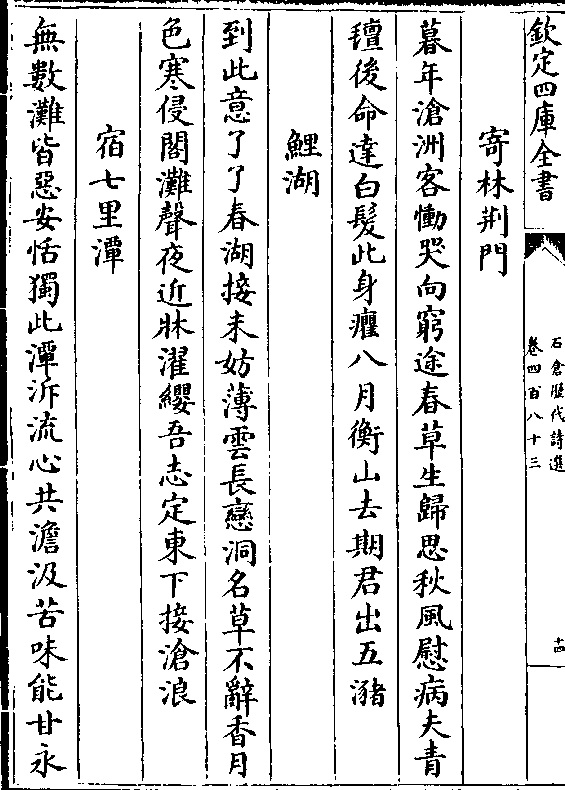 欽定四庫全書
石倉歷代詩選
卷四百八十三
十四
寄林荆門
暮年滄洲客慟哭向窮途春草生歸思秋風慰病夫青
氊後命達白髮此身癯八月衡山去期君出五瀦
鯉湖
到此意了了春湖接未妨薄雲長戀洞名草不辭香月
色寒侵閣灘聲夜近牀濯纓吾志定東下接滄浪
宿七里潭
無數灘皆惡安恬獨此潭泝流心共澹汲苦味能甘永